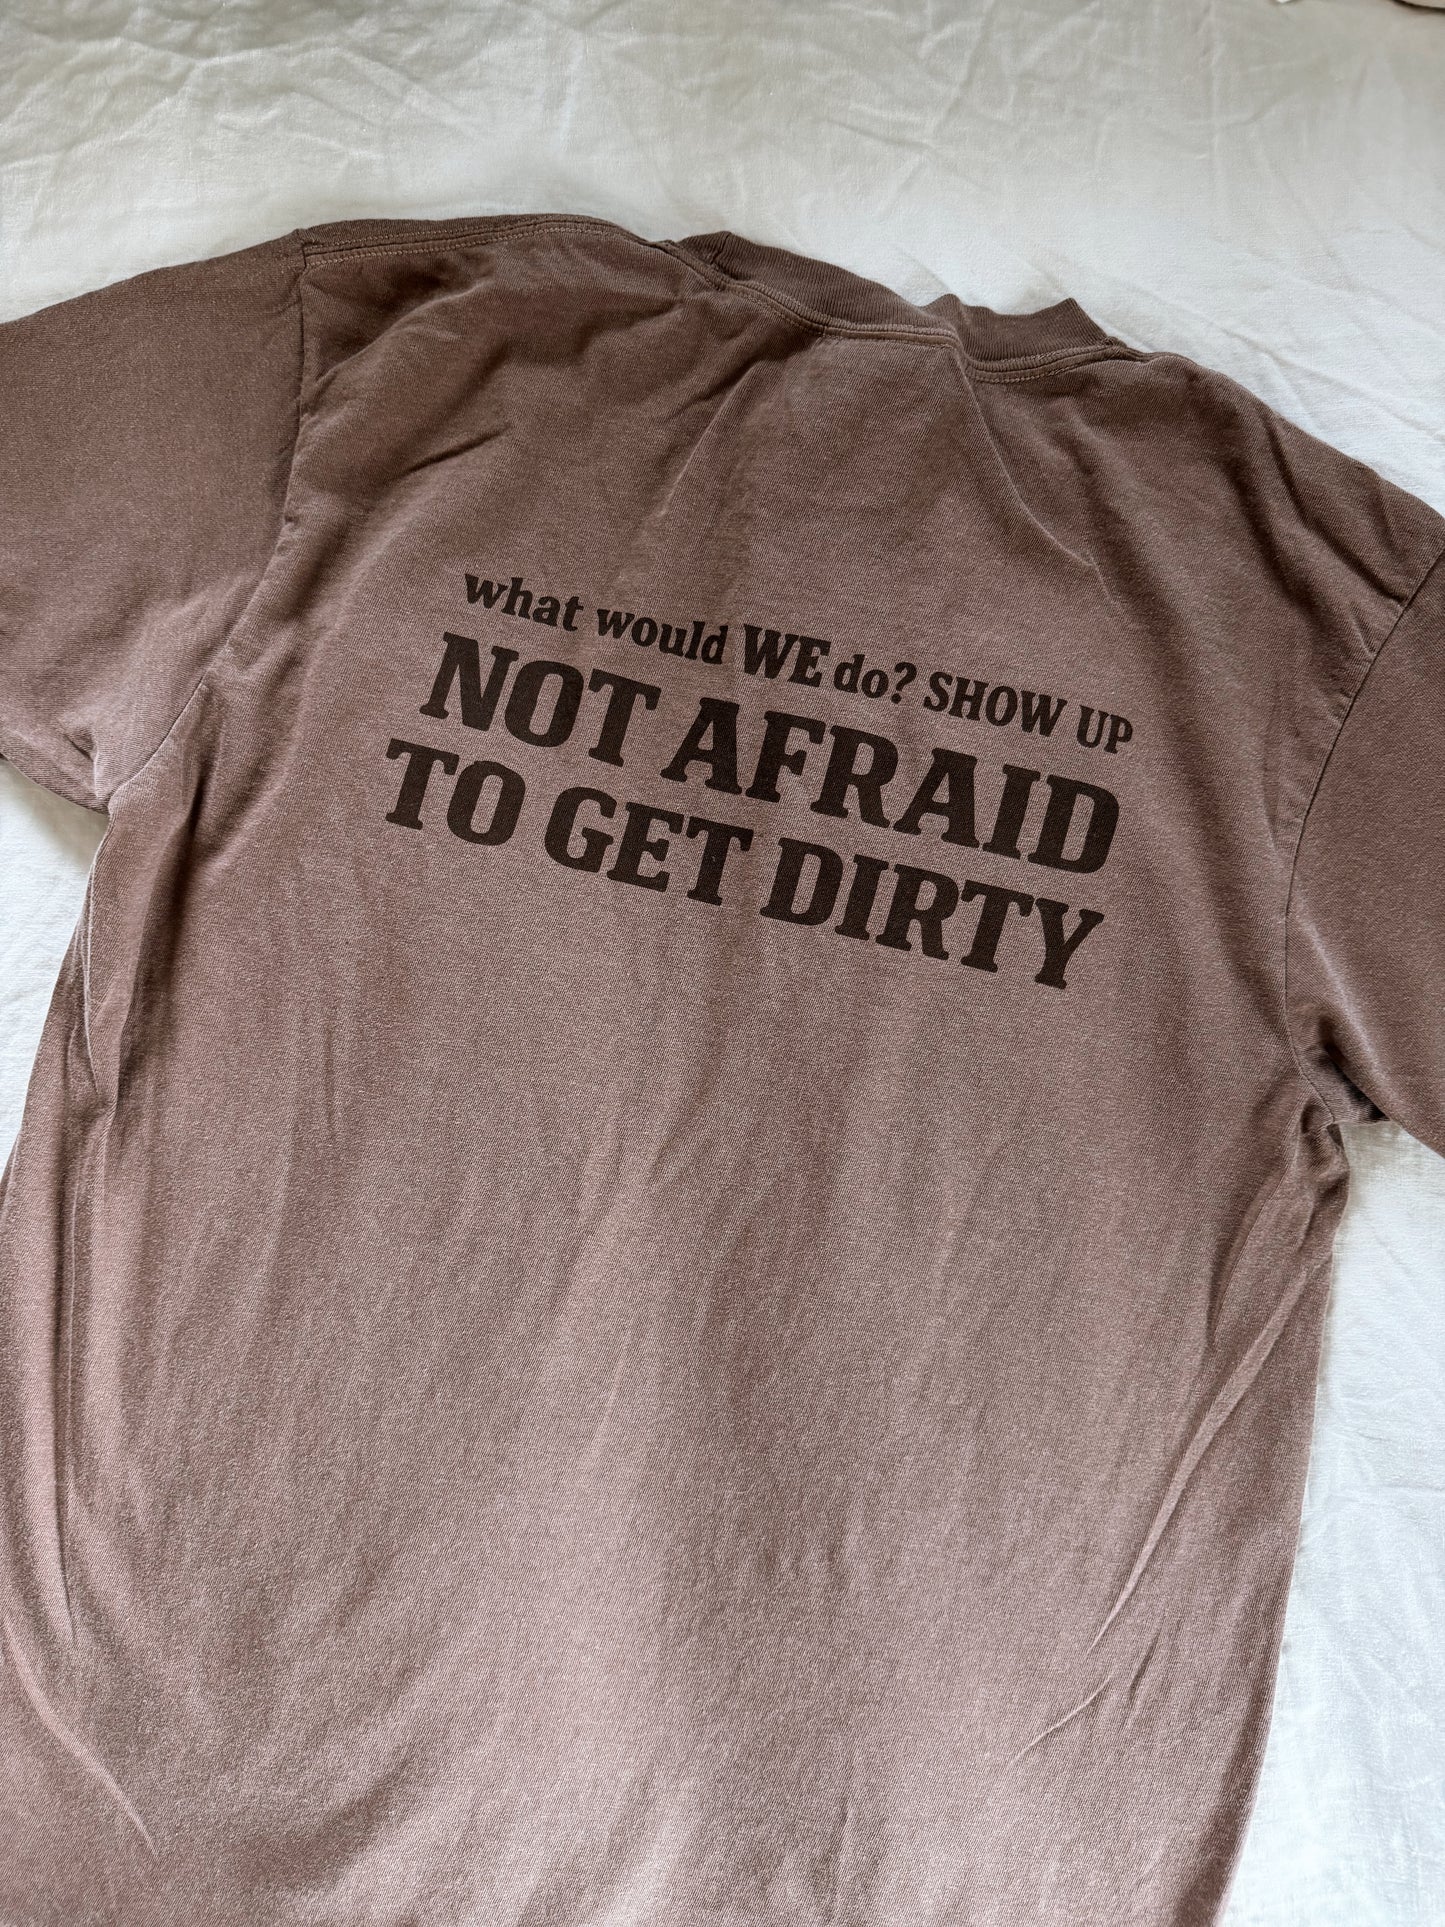 what would WE do? SHOW UP
NOT AFRAID
TO GET DIRTY